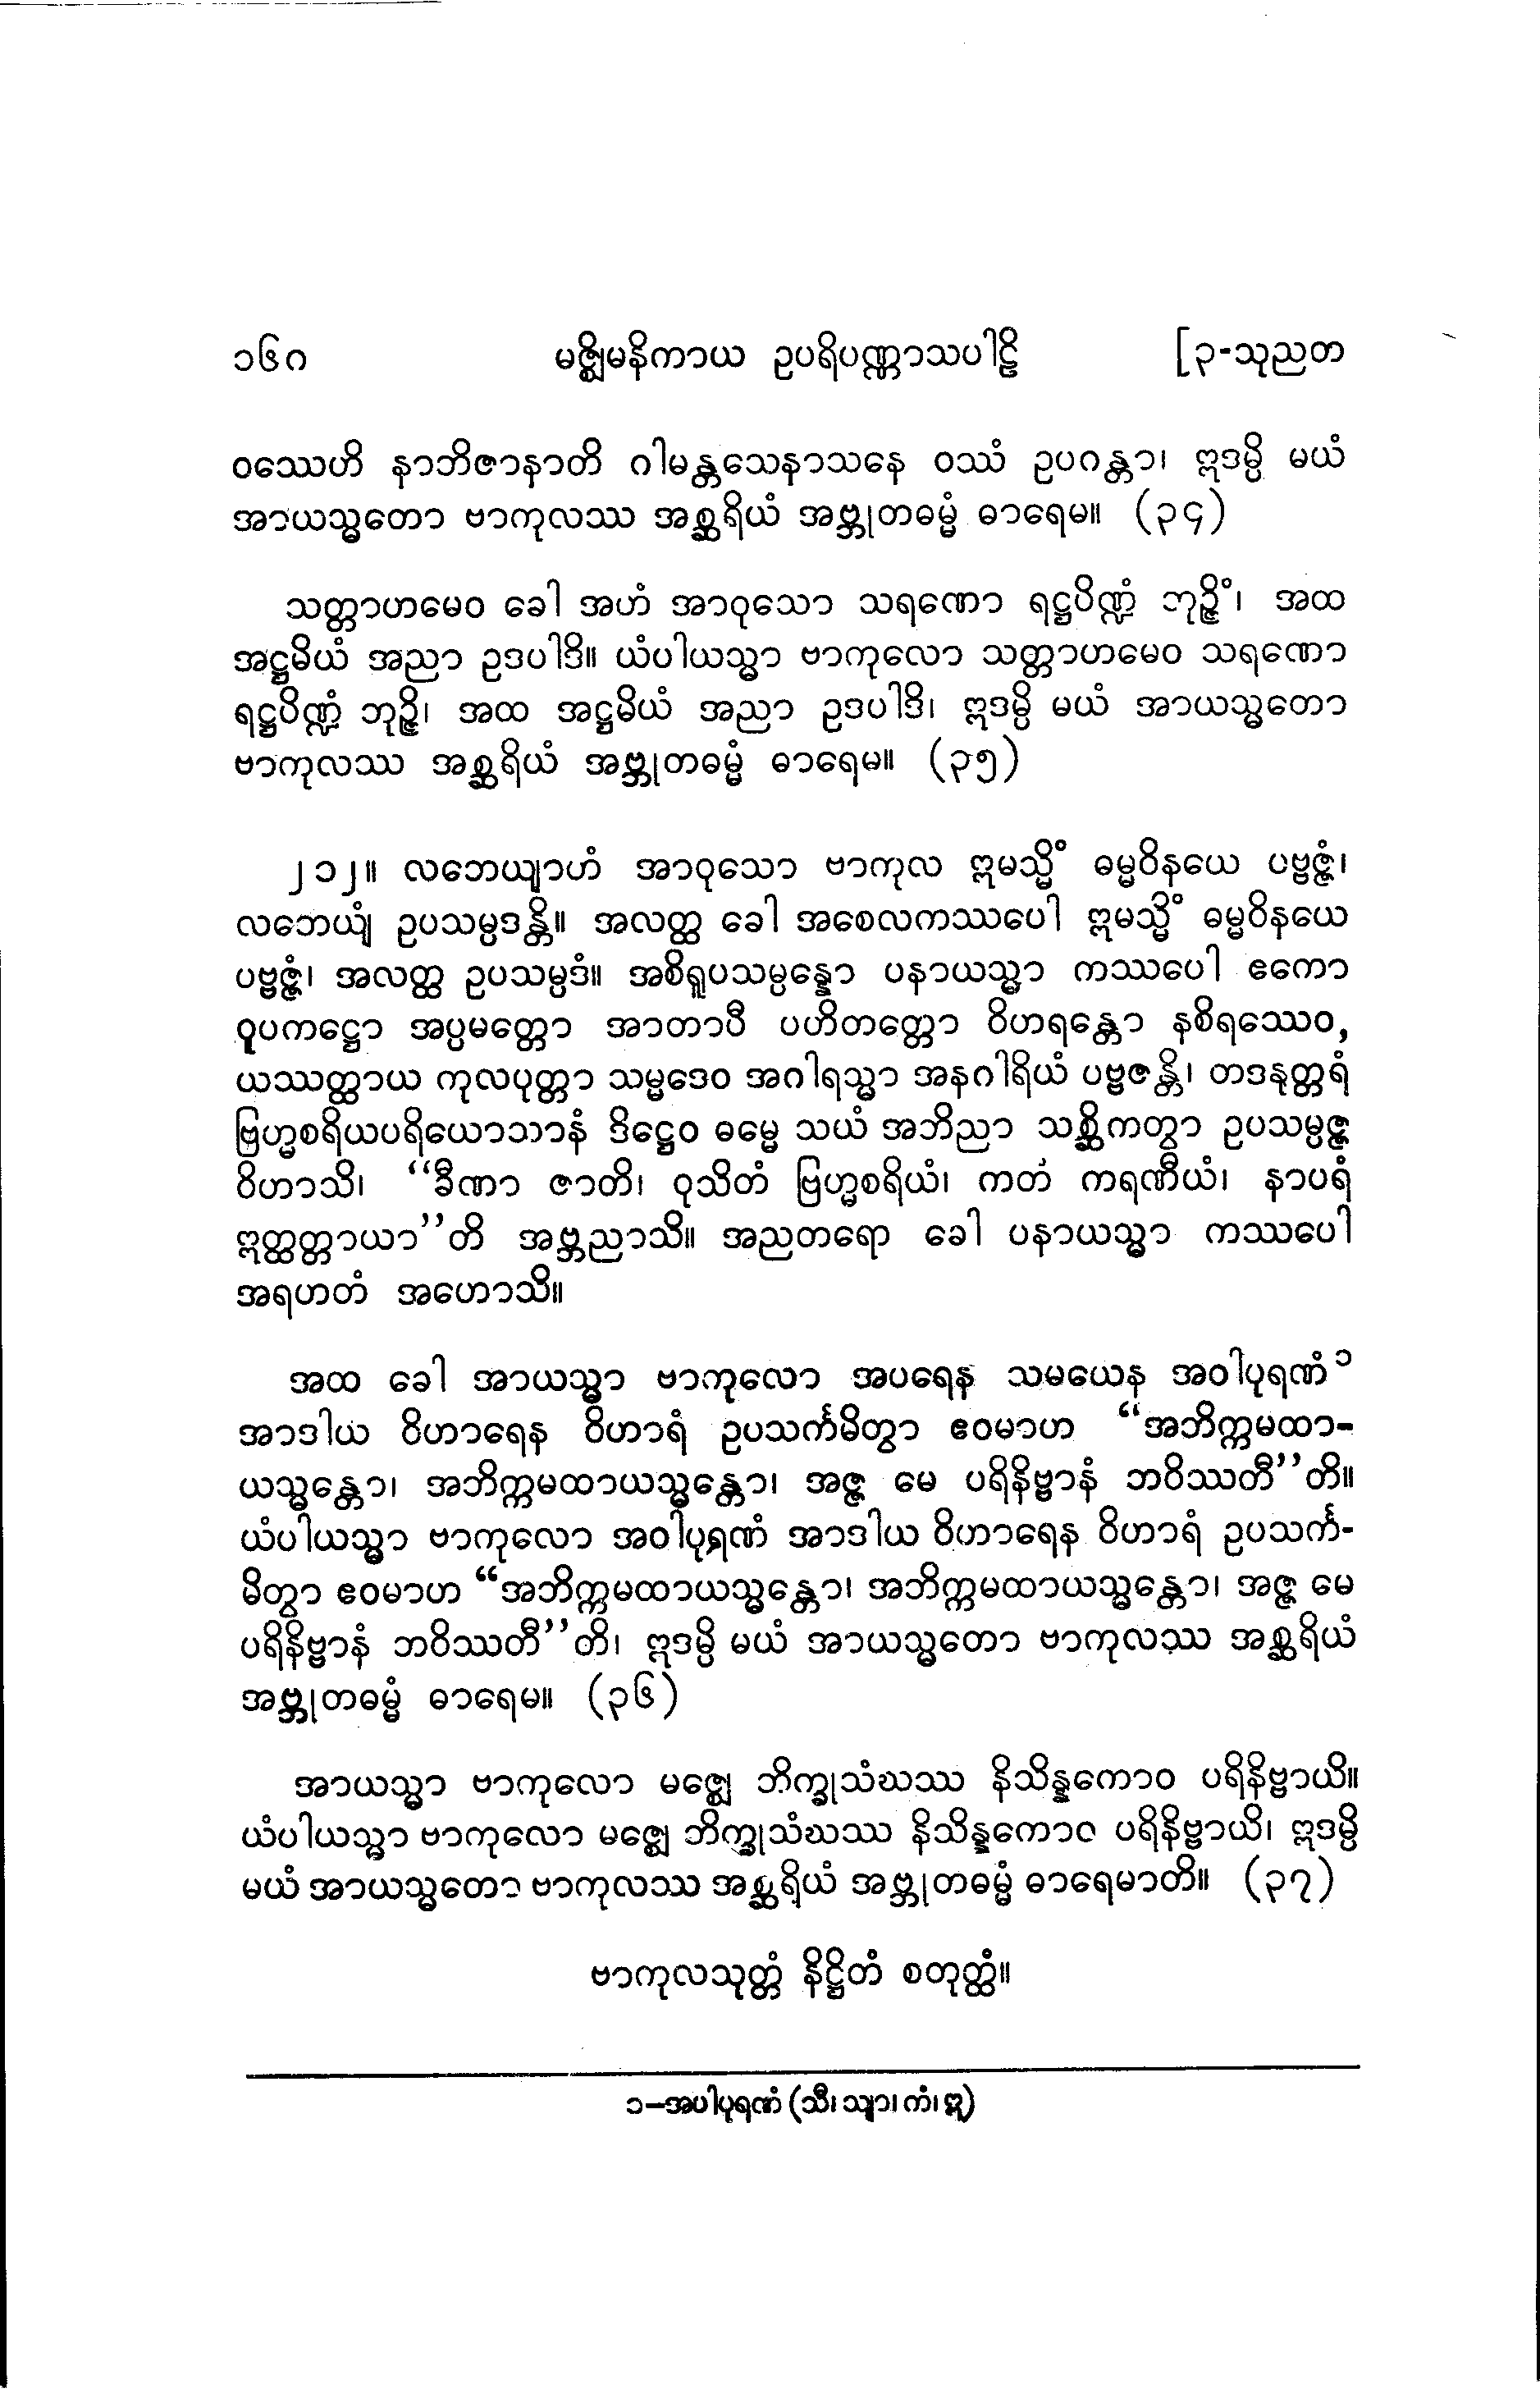 ၁၆ဂ မဇ္ဈိမနိကာယ ဥပရိပဏ္ဏာသပါဠိ [၃-သုညတ
ဝဿေဟိ နာဘိဇာနာတိ ဂါမန္တသေနာသနေ ဝဿံ ဥပဂန္တာ၊ ဣဒမ္ပိ မယံ
အာယသ္မတော ဗာကုလဿ အစ္ဆရိယံ အဗ္ဘုတဓမ္မံ ဓာရေမ။ (၃၄)
သတ္တာဟမေဝ ခေါ အဟံ အာဝုသော သရဏော ရဋ္ဌပိဏ္ဍံ ဘုဉ္ဇိံ၊ အထ
အဋ္ဌမိယံ အညာ ဥဒပါဒိ။ ယံပါယသ္မာ ဗာကုလော သတ္တာဟမေဝ သရဏော
ရဋ္ဌပိဏ္ဍံ ဘုဉ္ဇိ၊ အထ အဋ္ဌမိယံ အညာ ဥဒပါဒိ၊ ဣဒမ္ပိ မယံ အာယသ္မတော
ဗာကုလဿ အစ္ဆရိယံ အဗ္ဘုတဓမ္မံ ဓာရေမ။ (၃၅)
၂၁၂။ လဘေယျာဟံ အာဝုသော ဗာကုလ ဣမသ္မိံ ဓမ္မဝိနယေ ပဗ္ဗဇ္ဇံ၊
လဘေယျံ ဥပသမ္ပဒန္တိ။ အလတ္ထ ခေါ အစေလကဿပေါ ဣမသ္မိံ ဓမ္မဝိနယေ
ပဗ္ဗဇ္ဇံ၊ အလတ္ထ ဥပသမ္ပဒံ။ အစိရူပသမ္ပန္နော ပနာယသ္မာ ကဿပေါ ဧကော
ဝူပကဋ္ဌော အပ္ပမတ္တော အာတာပီ ပဟိတတ္တော ဝိဟရန္တော နစိရဿေဝ,
ယဿတ္ထာယ ကုလပုတ္တာ သမ္မဒေဝ အဂါရသ္မာ အနဂါရိယံ ပဗ္ဗဇန္တိ၊ တဒနုတ္တရံ
ဗြဟ္မစရိယပရိယောသာနံ ဒိဋ္ဌေဝ ဓမ္မေ သယံ အဘိညာ သစ္ဆိကတွာ ဥပသမ္ပဇ္ဇ
ဝိဟာသိ၊ “ခီဏာ ဇာတိ၊ ဝုသိတံ ဗြဟ္မစရိယံ၊ ကတံ ကရဏီယံ၊ နာပရံ
ဣတ္ထတ္တာယာ”တိ အဗ္ဘညာသိ။ အညတရော ခေါ ပနာယသ္မာ ကဿပေါ
အရဟတံ အဟောသိ။
အထ ခေါ အာယသ္မာ ဗာကုလော အပရေန သမယေန အဝါပုရဏံ ၁
အာဒါယ ဝိဟာရေန ဝိဟာရံ ဥပသင်္ကမိတွာ ဧဝမာဟ “အဘိက္ကမထာ-
ယသ္မန္တော၊ အဘိက္ကမထာယသ္မန္တော၊ အဇ္ဇ မေ ပရိနိဗ္ဗာနံ ဘဝိဿတီ”တိ။
ယံပါယသ္မာ ဗာကုလော အဝါပုရဏံ အာဒါယ ဝိဟာရေန ဝိဟာရံ ဥပသင်္က-
မိတွာ ဧဝမာဟ “အဘိက္ကမထာယသ္မန္တော၊ အဘိက္ကမထာယသ္မန္တော၊ အဇ္ဇ မေ
ပရိနိဗ္ဗာနံ ဘဝိဿတီ”တိ၊ ဣဒမ္ပိ မယံ အာယသ္မတော ဗာကုလဿ အစ္ဆရိယံ
အဗ္ဘုတဓမ္မံ ဓာရေမ။ (၃၆)
အာယသ္မာ ဗာကုလော မဇ္ဈေ ဘိက္ခုသံဃဿ နိသိန္နကောဝ ပရိနိဗ္ဗာယိ။
ယံပါယသ္မာ ဗာကုလော မဇ္ဈေ ဘိက္ခုသံဃဿ နိသိန္နကောဝ ပရိနိဗ္ဗာယိ၊ ဣဒမ္ပိ
မယံ အာယသ္မတော ဗာကုလဿ အစ္ဆရိယံ အဗ္ဘုတဓမ္မံ ဓာရေမာတိ။ (၃၇)
ဗာကုလသုတ္တံ နိဋ္ဌိတံ စတုတ္ထံ။
၁–အပါပုရဏံ (သီ၊ သျာ၊ ကံ၊ ဣ)